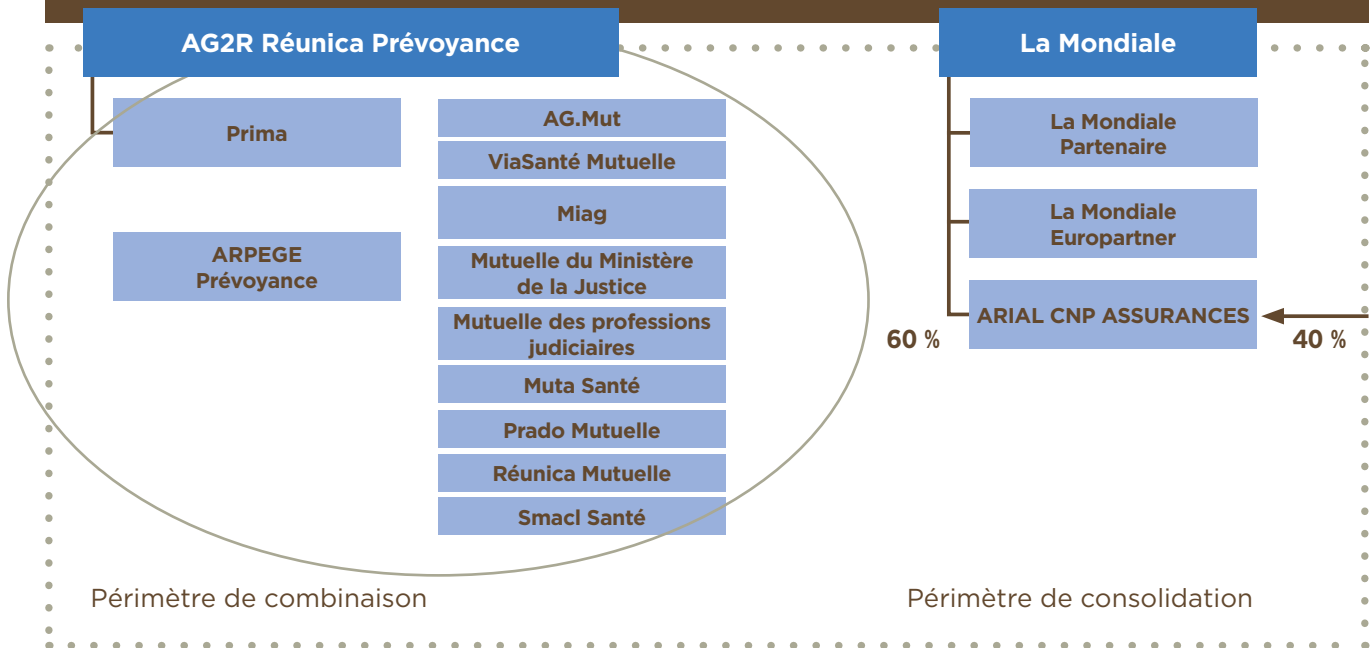 AG2R Réunica Prévoyance
Prima
ARPEGE
Prévoyance
AG.Mut
ViaSanté Mutuelle
Miag
Mutuelle du Ministère
de la Justice
Mutuelle des professions
judiciaires
Muta Santé
Prado Mutuelle
Réunica Mutuelle
Smacl Santé
Périmètre de combinaison
La Mondiale
La Mondiale
Partenaire
La Mondiale
Europartner
ARIAL CNP ASSURANCES
60 %
40 %
Périmètre de consolidation